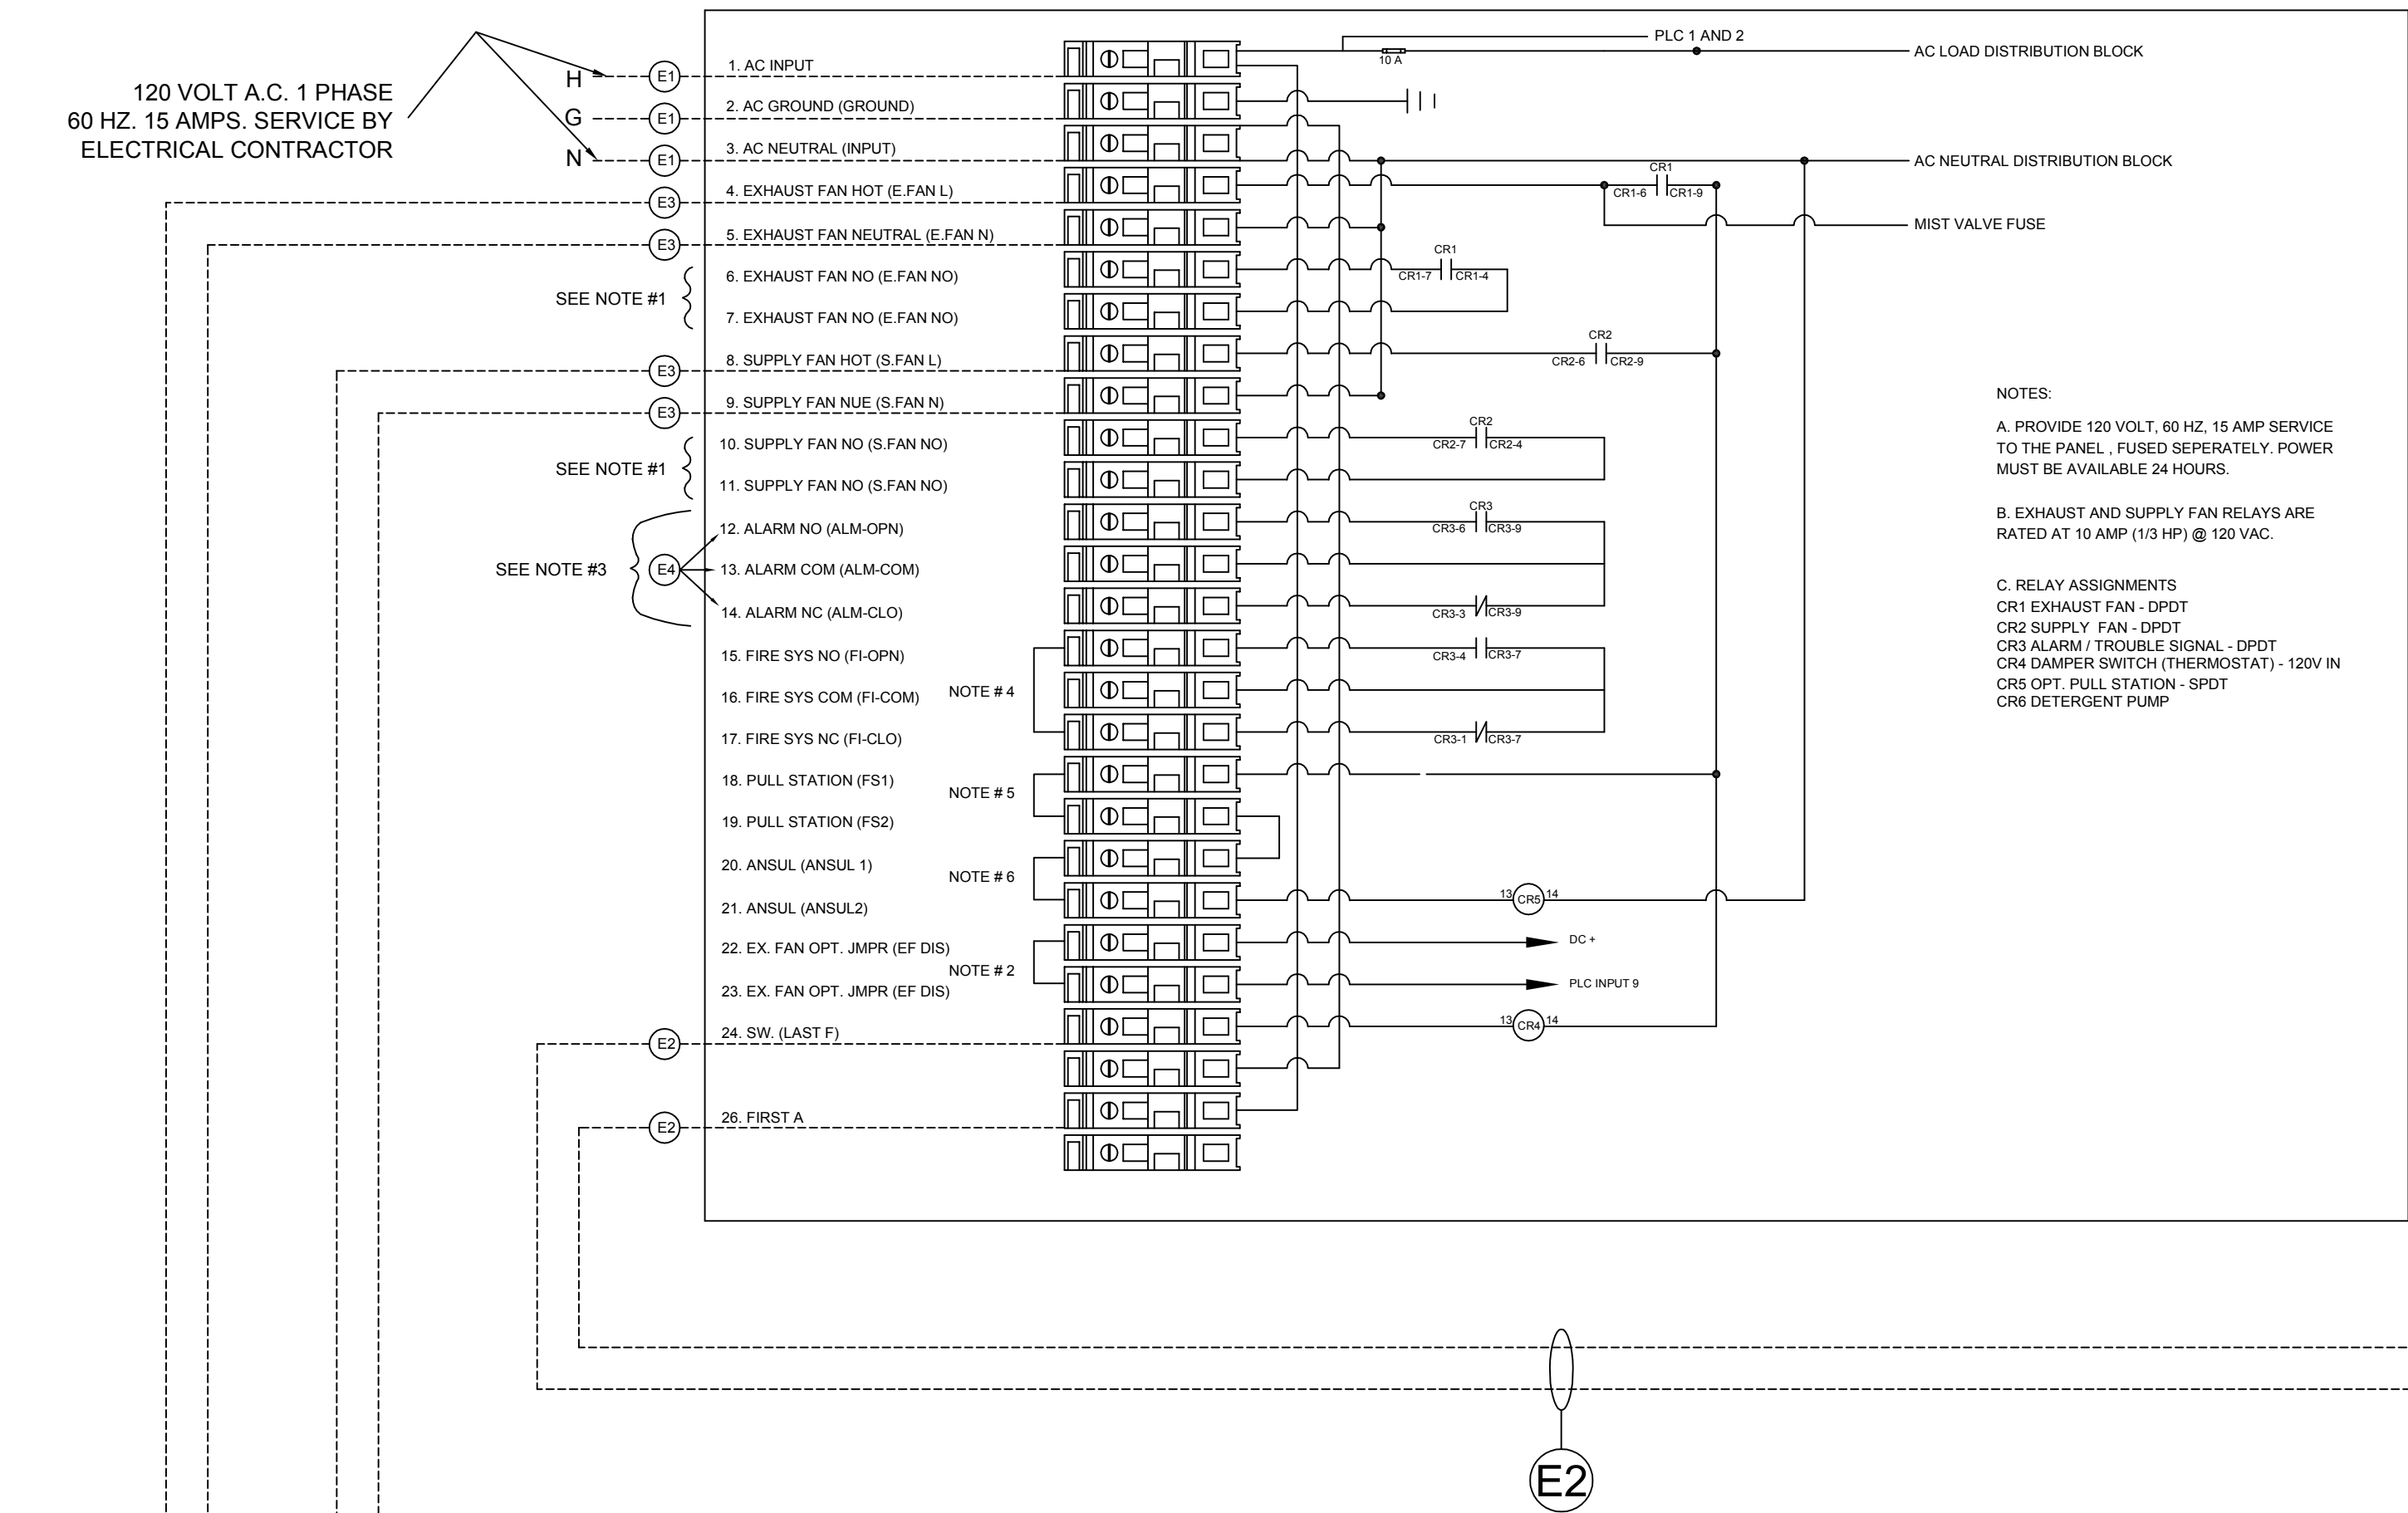 120 VOLT A.C. 1 PHASE
60 HZ. 15 AMPS. SERVICE BY
ELECTRICAL CONTRACTOR
H
G
N
E1
E1
E1
E3
E3
SEE NOTE #1
E3
E3
SEE NOTE #1
SEE NOTE #3
E4
E2
E2
1. AC INPUT
2. AC GROUND (GROUND)
3. AC NEUTRAL (INPUT)
4. EXHAUST FAN HOT (E.FAN L)
5. EXHAUST FAN NEUTRAL (E.FAN N)
6. EXHAUST FAN NO (E.FAN NO)
7. EXHAUST FAN NO (E.FAN NO)
8. SUPPLY FAN HOT (S.FAN L)
9. SUPPLY FAN NUE (S.FAN N)
10. SUPPLY FAN NO (S.FAN NO)
11. SUPPLY FAN NO (S.FAN NO)
12. ALARM NO (ALM-OPN)
13. ALARM COM (ALM-COM)
14. ALARM NC (ALM-CLO)
15. FIRE SYS NO (FI-OPN)
16. FIRE SYS COM (FI-COM)
17. FIRE SYS NC (FI-CLO)
18. PULL STATION (FS1)
19. PULL STATION (FS2)
20. ANSUL (ANSUL 1)
21. ANSUL (ANSUL2)
22. EX. FAN OPT. JMPR (EF DIS)
23. EX. FAN OPT. JMPR (EF DIS)
24. SW. (LAST F)
26. FIRST A
NOTE # 4
NOTE # 5
NOTE # 6
NOTE # 2
PLC 1 AND 2
10 A
AC LOAD DISTRIBUTION BLOCK
AC NEUTRAL DISTRIBUTION BLOCK
CR1
CR1-6 CR1-9
MIST VALVE FUSE
CR1
CR1-7 CR1-4
CR2
CR2-6 CR2-9
CR2
CR2-7 CR2-4
CR3
CR3-6 CR3-9
CR3-3 CR3-9
CR3-4 CR3-7
CR3-1 CR3-7
13 CR5 14
DC +
PLC INPUT 9
13 CR4 14
NOTES:
A. PROVIDE 120 VOLT, 60 HZ, 15 AMP SERVICE
TO THE PANEL , FUSED SEPERATELY. POWER
MUST BE AVAILABLE 24 HOURS.
B. EXHAUST AND SUPPLY FAN RELAYS ARE
RATED AT 10 AMP (1/3 HP) @ 120 VAC.
C. RELAY ASSIGNMENTS
CR1 EXHAUST FAN - DPDT
CR2 SUPPLY FAN - DPDT
CR3 ALARM / TROUBLE SIGNAL - DPDT
CR4 DAMPER SWITCH (THERMOSTAT) - 120V IN
CR5 OPT. PULL STATION - SPDT
CR6 DETERGENT PUMP
E2